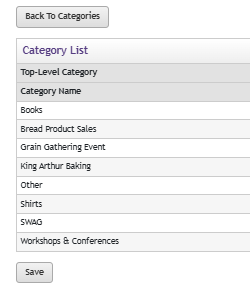 Back To Categories
Category List
Top-Level Category
Category Name
Books
Bread Product Sales
Grain Gathering Event
King Arthur Baking
Other
Shirts
SWAG
Workshops & Conferences
Save